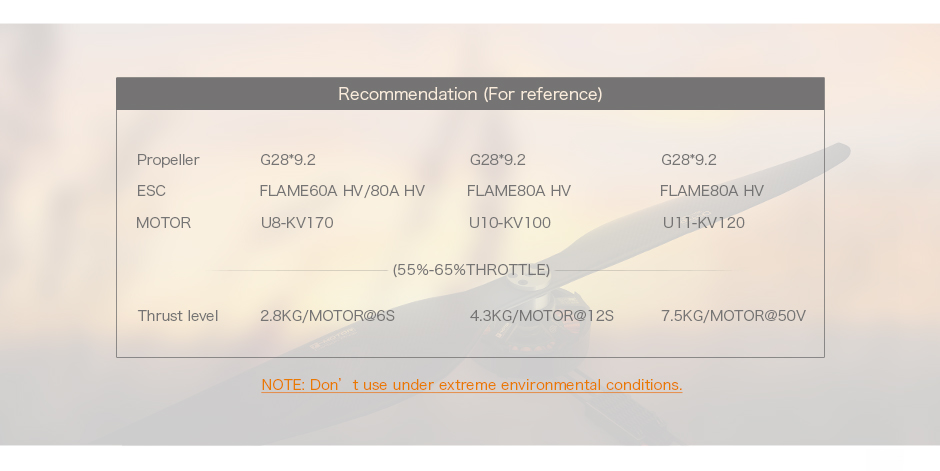 Recommendation (For reference)
Propeller G28*9.2 G28*9.2 G28*9.2
ESC FLAME60A HV/80A HV FLAME80A HV FLAME80A HV
MOTOR U8-KV170 U10-KV100 U11-KV120
(55%-65%THROTTLE)
Thrust level 2.8KG/MOTOR@6S 4.3KG/MOTOR@12S 7.5KG/MOTOR@50V
NOTE: Don’t use under extreme environmental conditions.